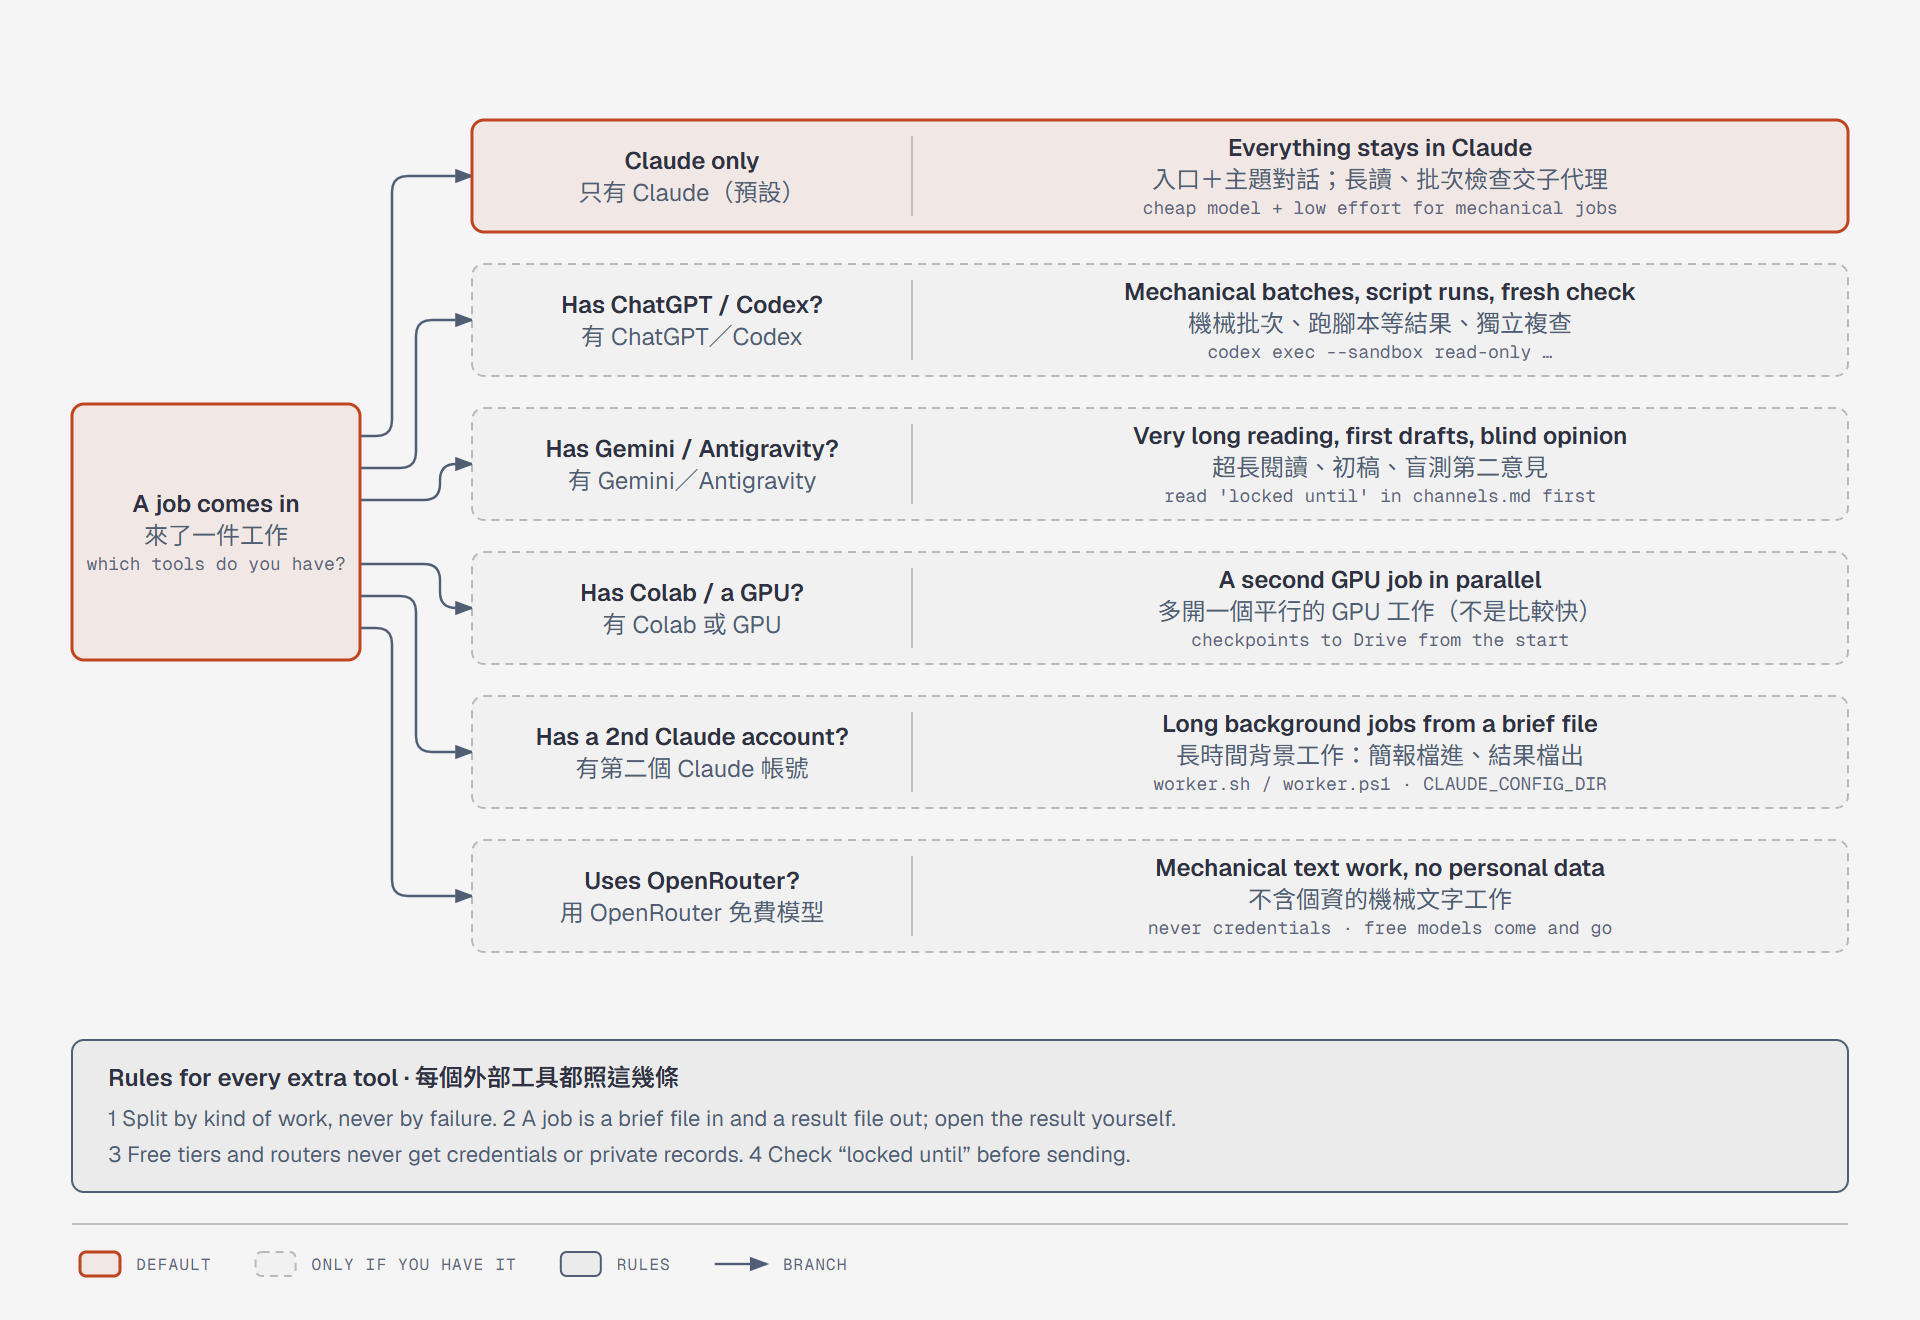 A job comes in
來了一件工作
which tools do you have?
Claude only
只有 Claude（預設）
Everything stays in Claude
入口＋主題對話；長讀、批次檢查交子代理
cheap model + low effort for mechanical jobs
Has ChatGPT / Codex?
有 ChatGPT／Codex
Mechanical batches, script runs, fresh check
機械批次、跑腳本等結果、獨立複查
codex exec --sandbox read-only …
Has Gemini / Antigravity?
有 Gemini／Antigravity
Very long reading, first drafts, blind opinion
超長閱讀、初稿、盲測第二意見
read 'locked until' in channels.md first
Has Colab / a GPU?
有 Colab 或 GPU
A second GPU job in parallel
多開一個平行的 GPU 工作（不是比較快）
checkpoints to Drive from the start
Has a 2nd Claude account?
有第二個 Claude 帳號
Long background jobs from a brief file
長時間背景工作：簡報檔進、結果檔出
worker.sh / worker.ps1 · CLAUDE_CONFIG_DIR
Uses OpenRouter?
用 OpenRouter 免費模型
Mechanical text work, no personal data
不含個資的機械文字工作
never credentials · free models come and go
Rules for every extra tool · 每個外部工具都照這幾條
1 Split by kind of work, never by failure. 2 A job is a brief file in and a result file out; open the result yourself.
3 Free tiers and routers never get credentials or private records. 4 Check “locked until” before sending.
DEFAULT
ONLY IF YOU HAVE IT
RULES
BRANCH